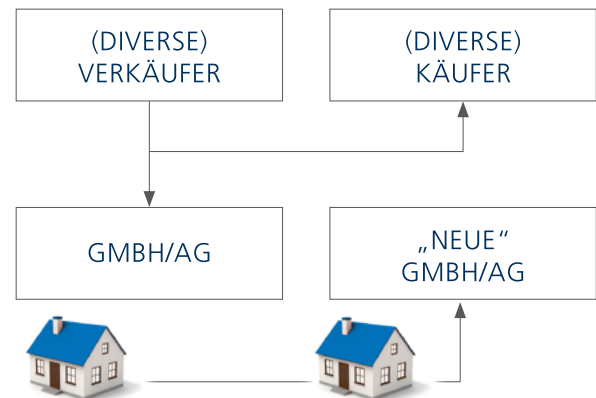 (DIVERSE)
VERKÄUFER
(DIVERSE)
KÄUFER
GMBH/AG
„NEUE“
GMBH/AG